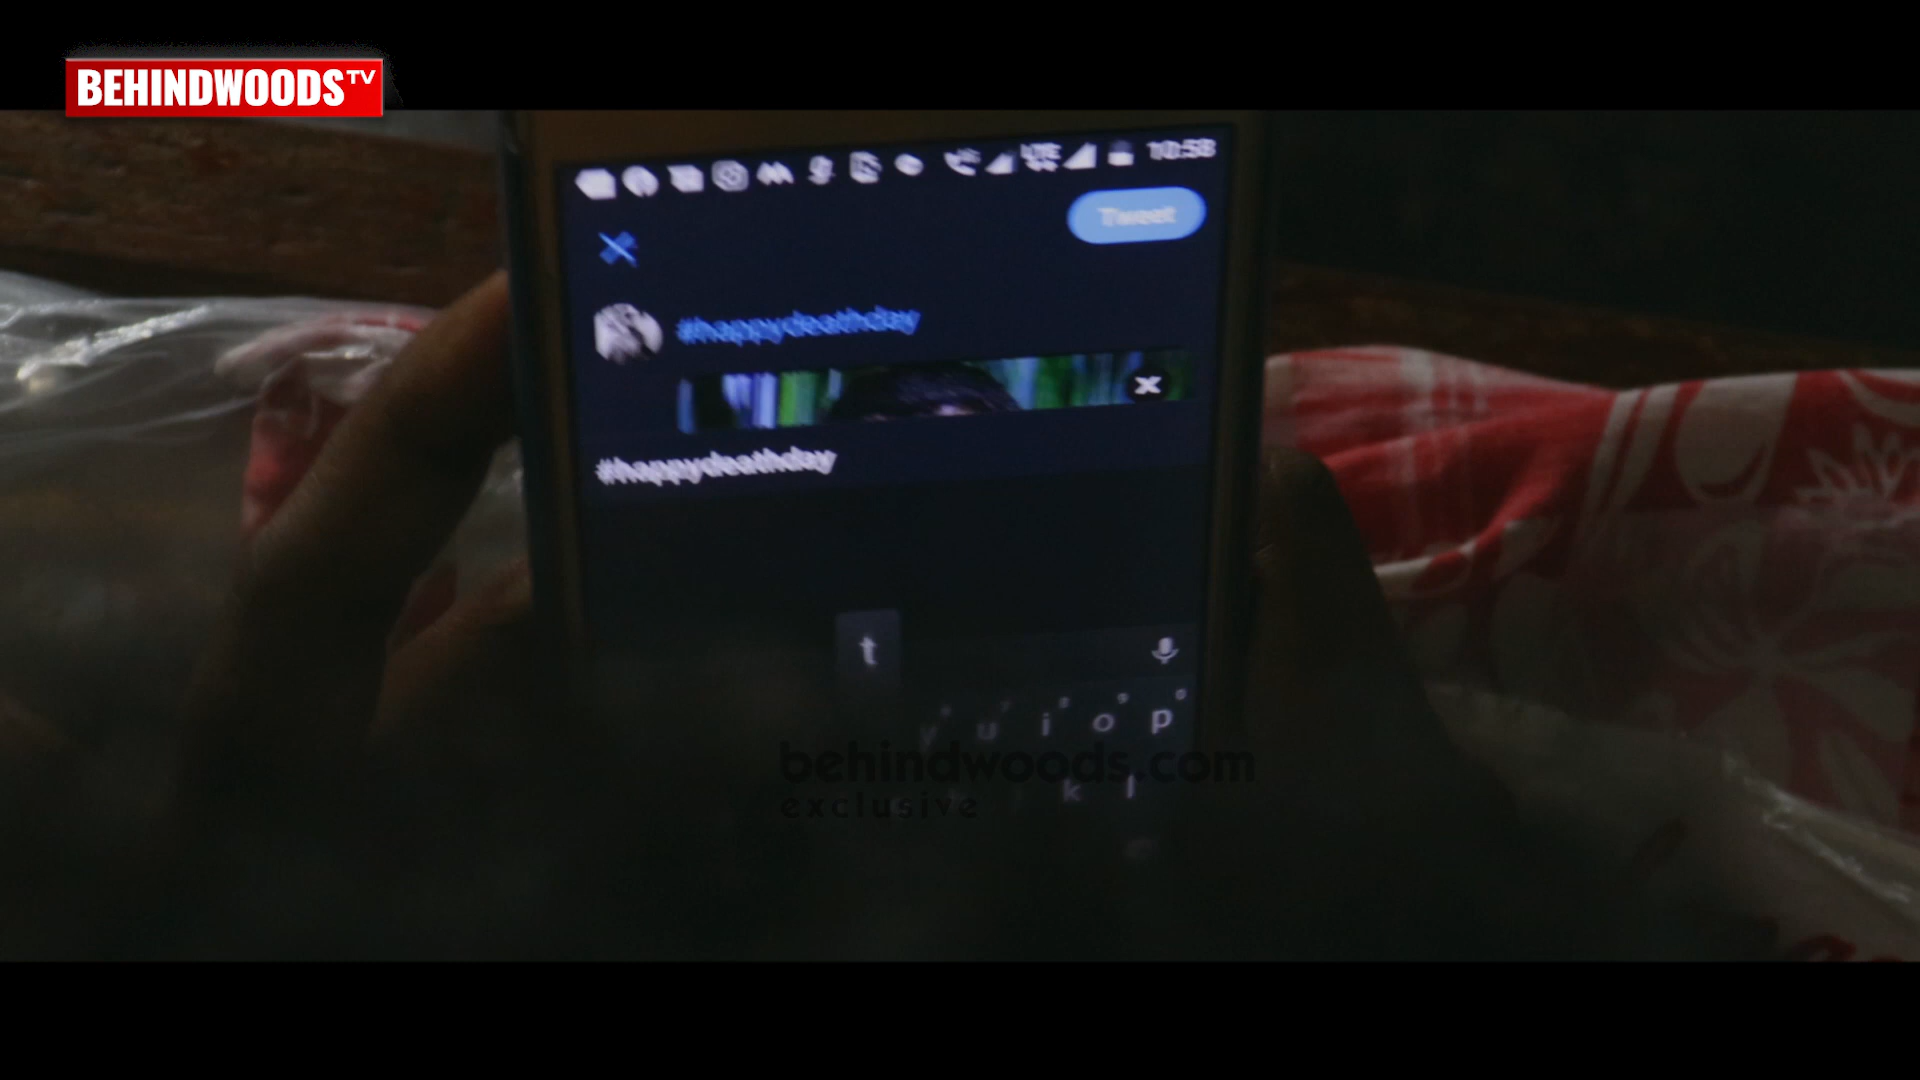 BEHINDWOODS TV
10:58
Tweet
#happydeathday
#happydeathday
t
y u i o p
behindwoods.com
k l
exclusive